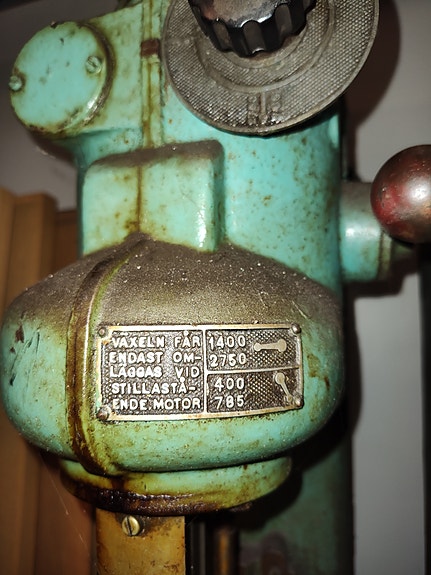 VÄXELN FÅR
ENDAST OM-
LÄGGAS VID
STILLASTÅ-
ENDE MOTOR
1400
2750
400
785